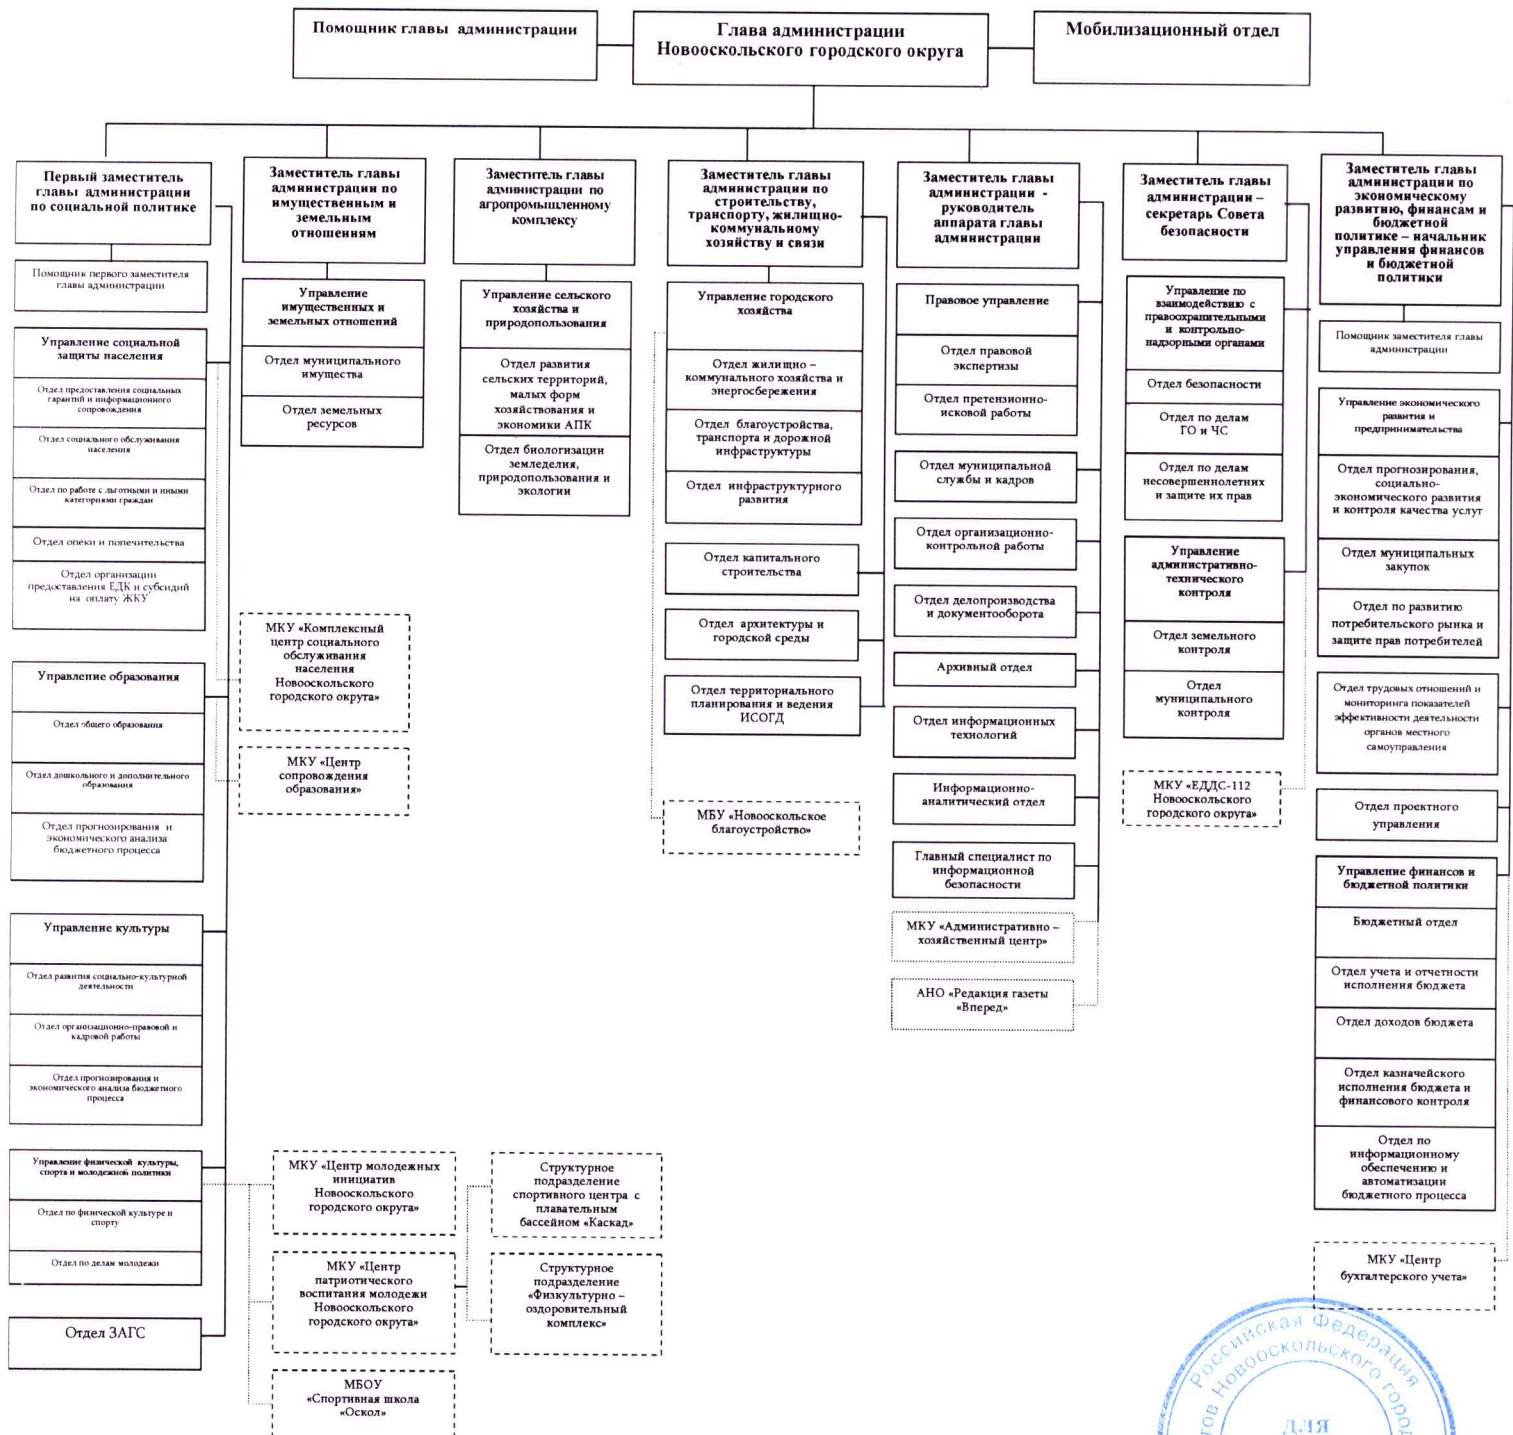 Помощник главы администрации
Глава администрации
Новооскольского городского округа
Мобилизационный отдел
Первый заместитель
главы администрации
по социальной политике
Помощник первого заместителя
главы администрации
Управление социальной
защиты населения
Отдел предоставления социальных
гарантий и информационного
сопровождения
Отдел социального обслуживания
населения
Отдел по работе с льготными и иными
категориями граждан
Отдел опеки и попечительства
Отдел организации
предоставления ЕДК и субсидий
на оплату ЖКУ
Управление образования
Отдел общего образования
Отдел дошкольного и дополнительного
образования
Отдел прогнозирования и
экономического анализа
бюджетного процесса
Управление культуры
Отдел развития социально-культурной
деятельности
Отдел организационно-правовой и
кадровой работы
Отдел прогнозирования и
экономического анализа бюджетного
процесса
Управление физической культуры,
спорта и молодежной политики
Отдел по физической культуре и
спорту
Отдел по делам молодежи
Отдел ЗАГС
Заместитель главы
администрации по
имущественным и
земельным
отношениям
Управление
имущественных и
земельных отношений
Отдел муниципального
имущества
Отдел земельных
ресурсов
МКУ «Комплексный
центр социального
обслуживания
населения
Новооскольского
городского округа»
МКУ «Центр
сопровождения
образования»
МКУ «Центр молодежных
инициатив
Новооскольского
городского округа»
МКУ «Центр
патриотического
воспитания молодежи
Новооскольского
городского округа»
МБОУ
«Спортивная школа
«Оскол»
Структурное
подразделение
спортивного центра с
плавательным
бассейном «Каскад»
Структурное
подразделение
«Физкультурно –
оздоровительный
комплекс»
Заместитель главы
администрации по
агропромышленному
комплексу
Управление сельского
хозяйства и
природопользования
Отдел развития
сельских территорий,
малых форм
хозяйствования и
экономики АПК
Отдел биологизации
земледелия,
природопользования и
экологии
Заместитель главы
администрации по
строительству,
транспорту, жилищно-
коммунальному
хозяйству и связи
Управление городского
хозяйства
Отдел жилищно –
коммунального хозяйства и
энергосбережения
Отдел благоустройства,
транспорта и дорожной
инфраструктуры
Отдел инфраструктурного
развития
Отдел капитального
строительства
Отдел архитектуры и
городской среды
Отдел территориального
планирования и ведения
ИСОГД
МБУ «Новооскольское
благоустройство»
Заместитель главы
администрации -
руководитель
аппарата главы
администрации
Правовое управление
Отдел правовой
экспертизы
Отдел претензионно-
исковой работы
Отдел муниципальной
службы и кадров
Отдел организационно-
контрольной работы
Отдел делопроизводства
и документооборота
Архивный отдел
Отдел информационных
технологий
Информационно-
аналитический отдел
Главный специалист по
информационной
безопасности
МКУ «Административно –
хозяйственный центр»
АНО «Редакция газеты
«Вперед»
Заместитель главы
администрации –
секретарь Совета
безопасности
Управление по
взаимодействию с
правоохранительными
и контрольно-
надзорными органами
Отдел безопасности
Отдел по делам
ГО и ЧС
Отдел по делам
несовершеннолетних
и защите их прав
Управление
административно-
технического
контроля
Отдел земельного
контроля
Отдел
муниципального
контроля
МКУ «ЕДДС-112
Новооскольского
городского округа»
Заместитель главы
администрации по
экономическому
развитию, финансам и
бюджетной
политике – начальник
управления финансов
и бюджетной
политики
Помощник заместителя главы
администрации
Управление экономического
развития и
предпринимательства
Отдел прогнозирования,
социально-
экономического развития
и контроля качества услуг
Отдел муниципальных
закупок
Отдел по развитию
потребительского рынка и
защите прав потребителей
Отдел трудовых отношений и
мониторинга показателей
эффективности деятельности
органов местного
самоуправления
Отдел проектного
управления
Управление финансов и
бюджетной политики
Бюджетный отдел
Отдел учета и отчетности
исполнения бюджета
Отдел доходов бюджета
Отдел казначейского
исполнения бюджета и
финансового контроля
Отдел по
информационному
обеспечению и
автоматизации
бюджетного процесса
МКУ «Центр
бухгалтерского учета»
Российская Федерация
Новооскольского
ДЛЯ